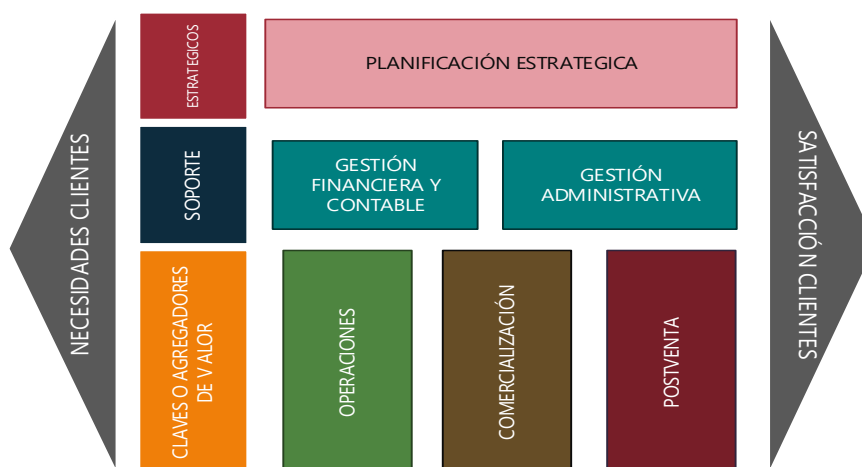 NECESIDADES CLIENTES
ESTRATEGICOS
PLANIFICACIÓN ESTRATEGICA
SOPORTE
GESTIÓN
FINANCIERA Y
CONTABLE
GESTIÓN
ADMINISTRATIVA
CLAVES O AGREGADORES
DE VALOR
OPERACIONES
COMERCIALIZACIÓN
POSTVENTA
SATISFACCIÓN CLIENTES